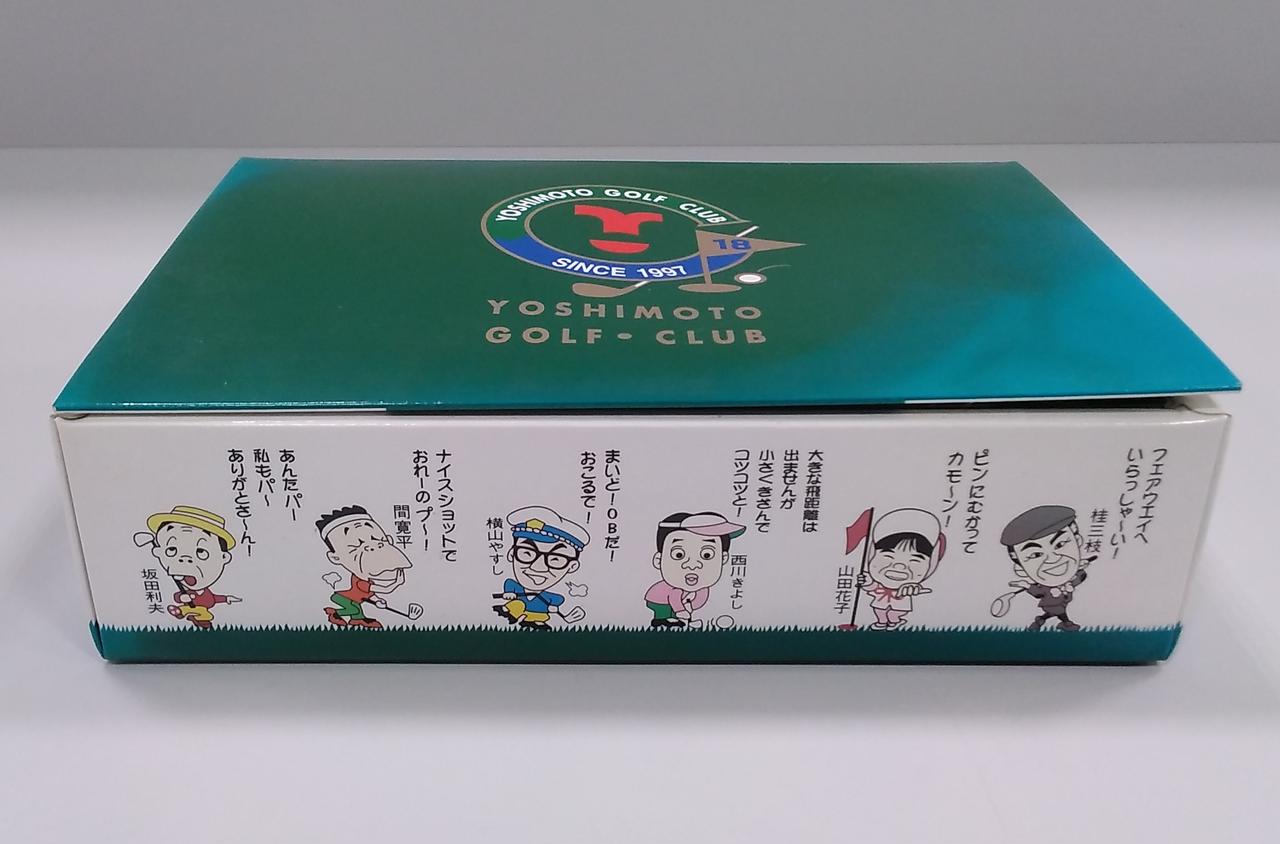 YOSHIMOTO GOLF CLUB
18
SINCE 1997
YOSHIMOTO
GOLF・CLUB
フェアウエイへ
いらっしゃ〜い!
桂三枝
ピンにむかって
カモ〜ン!
山田花子
大きな飛距離は
出ませんが
小さくきざんで
コツコツと!
西川きよし
まいど!OBだ!
おこるで!
横山やすし
ナイスショットで
おれーのプ〜!
間寛平
あんたパー
私もパ〜
ありがとさ〜ん!
坂田利夫